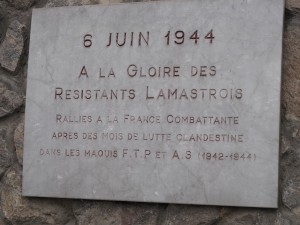 6 JUIN 1944
A LA GLOIRE DES
RESISTANTS LAMASTROIS
RALLIES A LA FRANCE COMBATTANTE
APRES DES MOIS DE LUTTE CLANDESTINE
DANS LES MAQUIS F.T.P ET A.S (1942-1944)